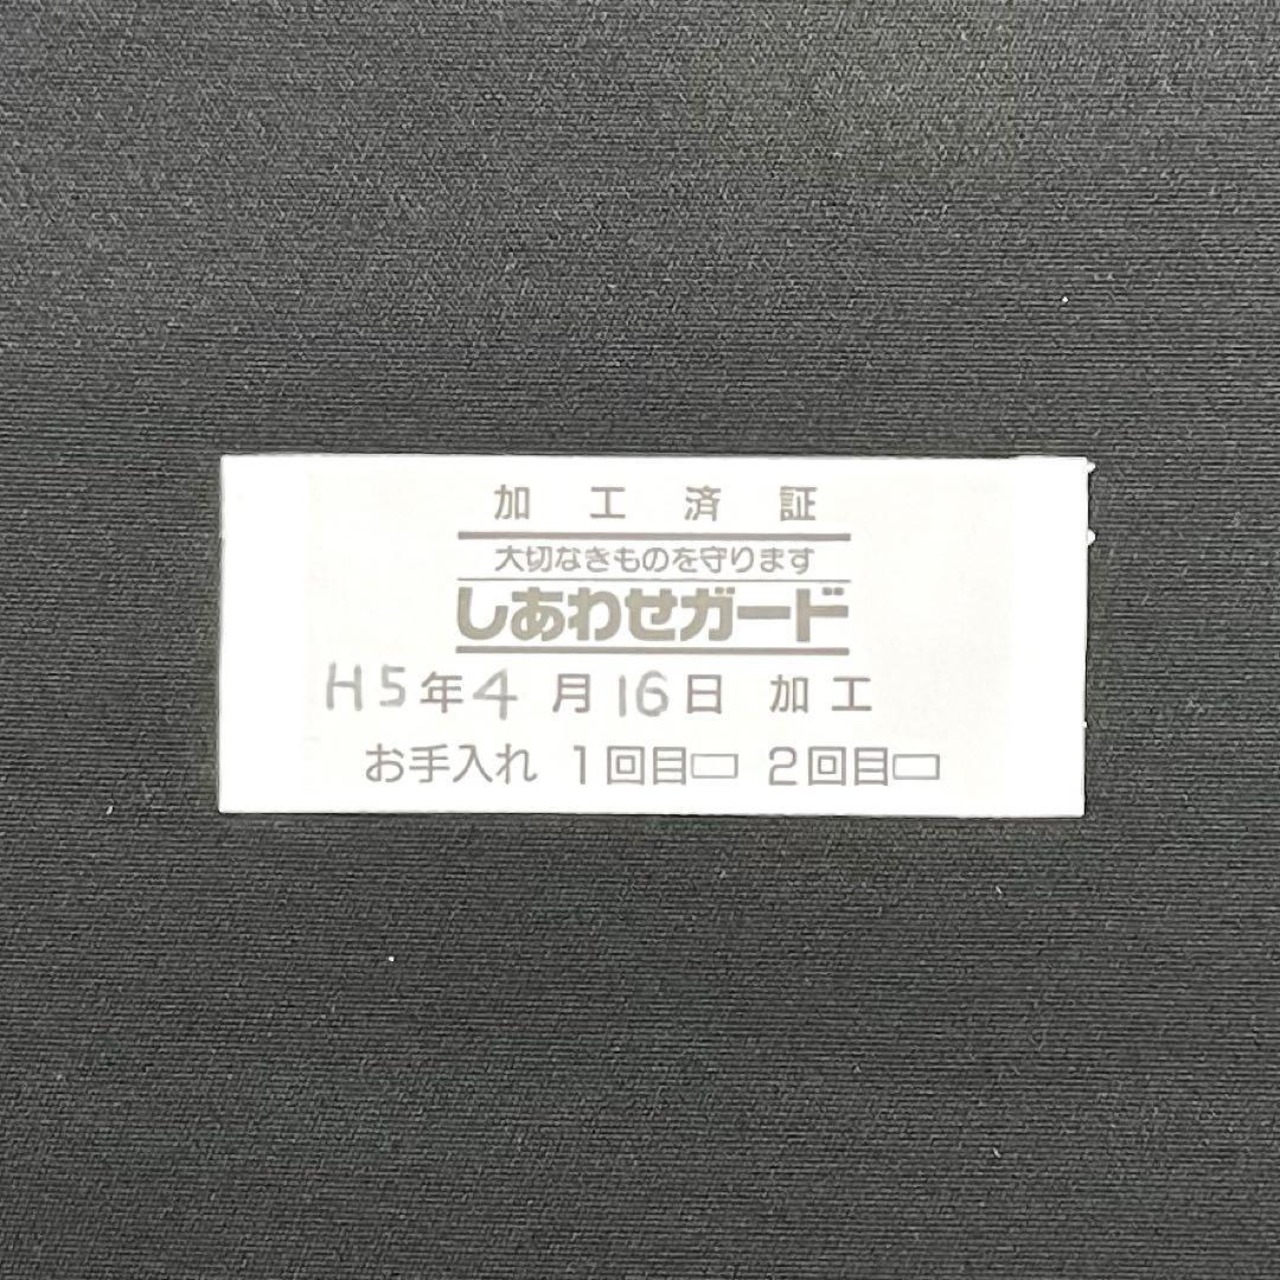 加工済証
大切なきものを守ります
しあわせガード
H5年4月16日 加工
お手入れ 1回目□ 2回目□